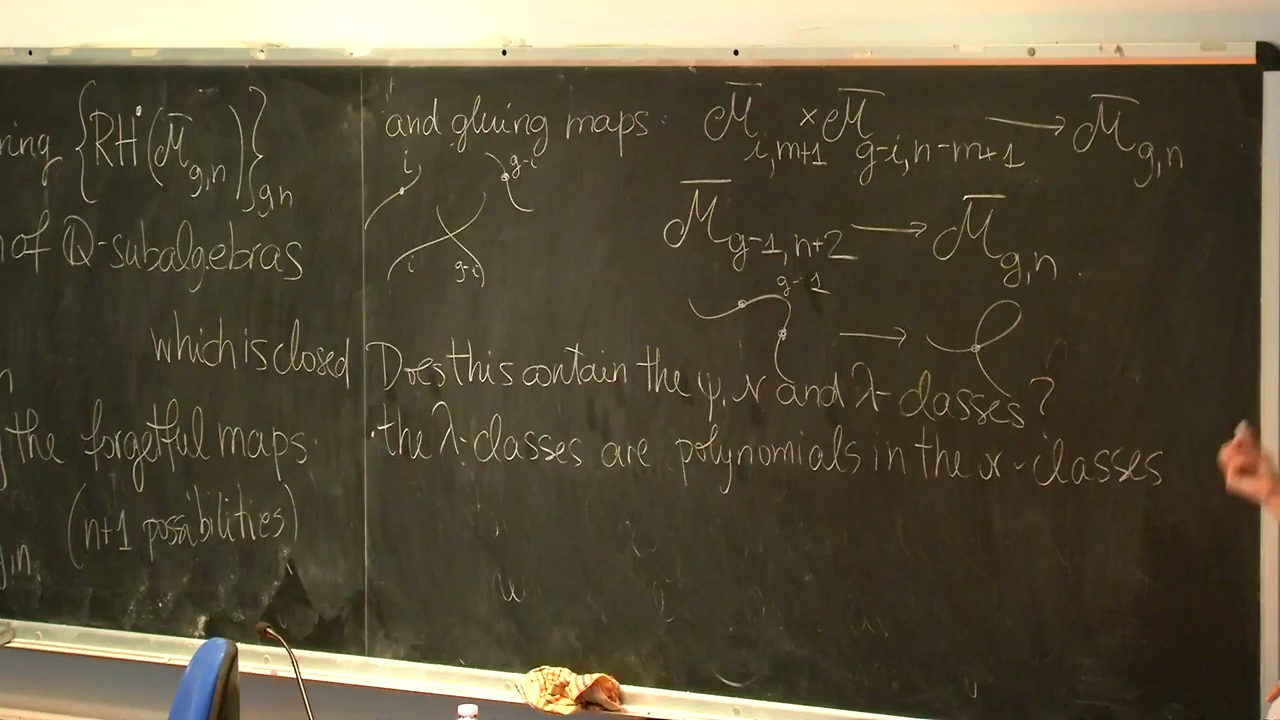 ring {RH˙(M̄_{g,n})}_{g,n}
of Q-subalgebras
which is closed
the forgetful maps
(n+1 possibilities)
g,n
and gluing maps: M̄_{i,m+1} × M̄_{g-i,n-m+1} ⟶ M̄_{g,n}
i g-i
i g-i
M̄_{g-1,n+2} ⟶ M̄_{g,n}.
g-1
⟶
Does this contain the ψ, κ and λ-classes?
·the λ-classes are polynomials in the κ-classes